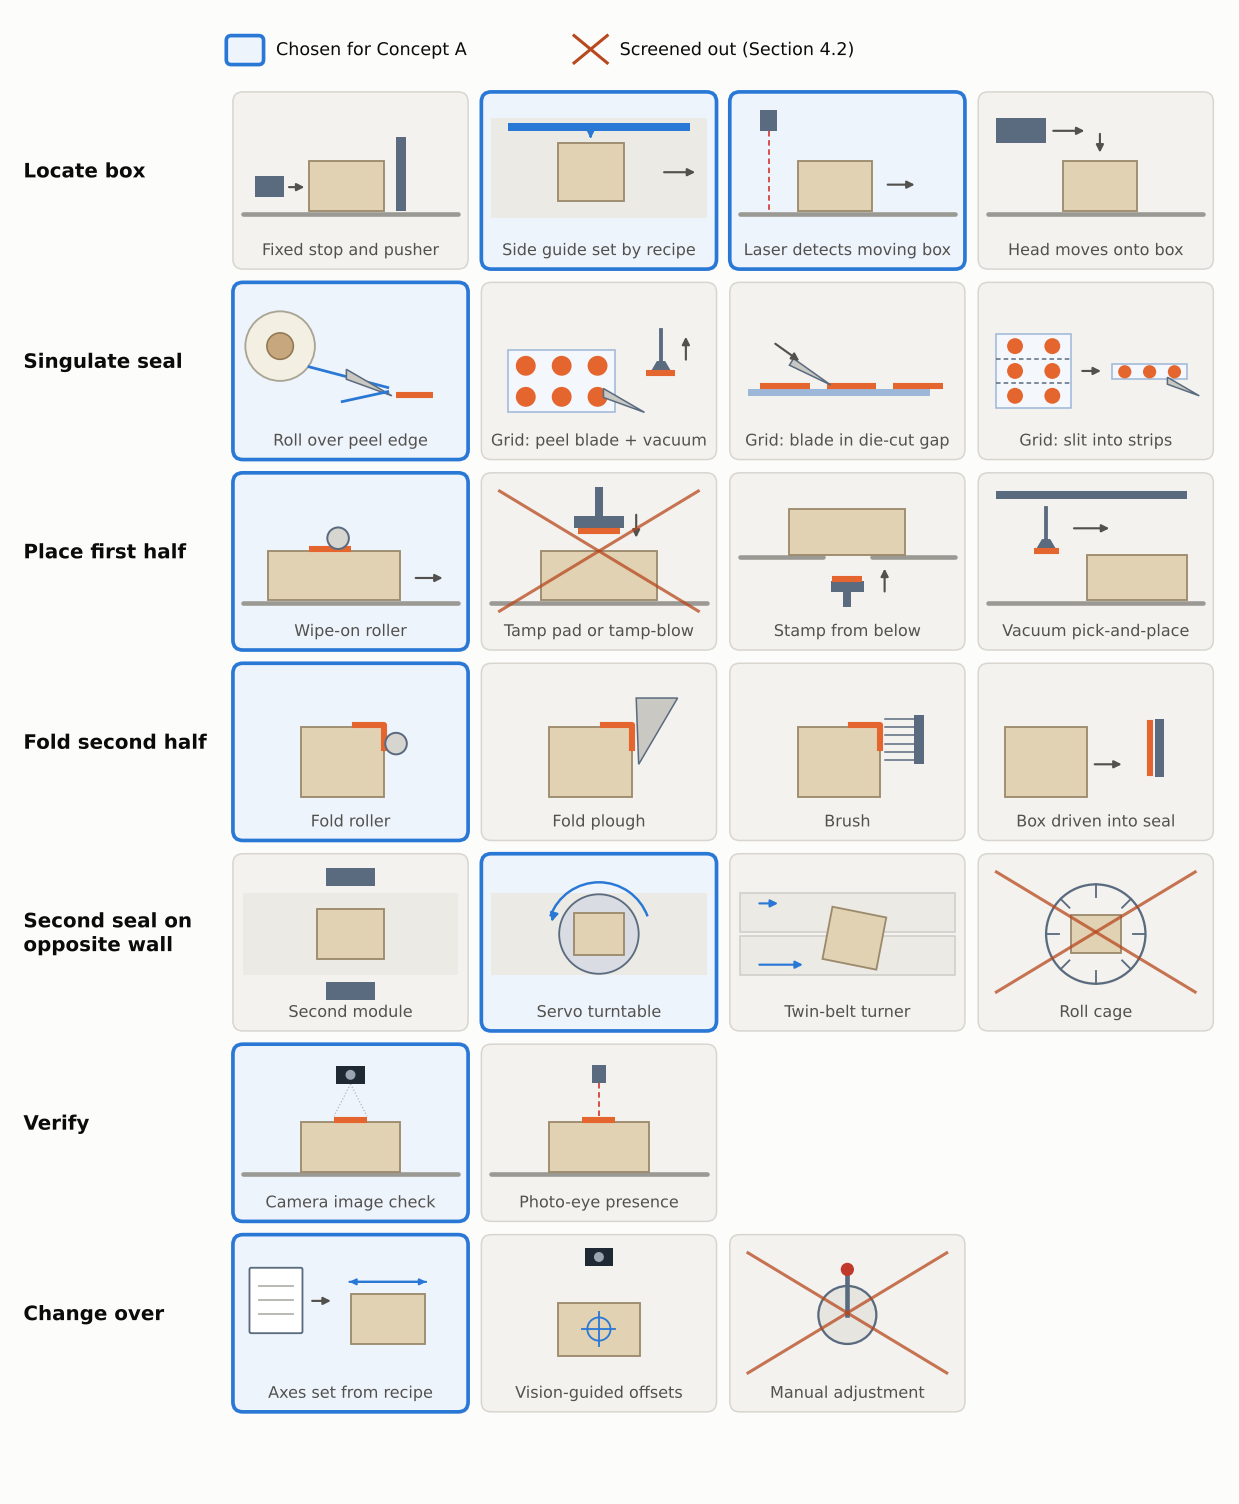 Chosen for Concept A
Screened out (Section 4.2)
Locate box
Fixed stop and pusher
Side guide set by recipe
Laser detects moving box
Head moves onto box
Singulate seal
Roll over peel edge
Grid: peel blade + vacuum
Grid: blade in die-cut gap
Grid: slit into strips
Place first half
Wipe-on roller
Tamp pad or tamp-blow
Stamp from below
Vacuum pick-and-place
Fold second half
Fold roller
Fold plough
Brush
Box driven into seal
Second seal on
opposite wall
Second module
Servo turntable
Twin-belt turner
Roll cage
Verify
Camera image check
Photo-eye presence
Change over
Axes set from recipe
Vision-guided offsets
Manual adjustment